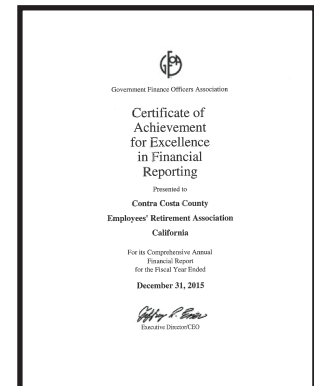 Government Finance Officers Association
Certificate of
Achievement
for Excellence
in Financial
Reporting
Presented to
Contra Costa County
Employees' Retirement Association
California
For its Comprehensive Annual
Financial Report
for the Fiscal Year Ended
December 31, 2015
Jeffrey R. Enos
Executive Director/CEO